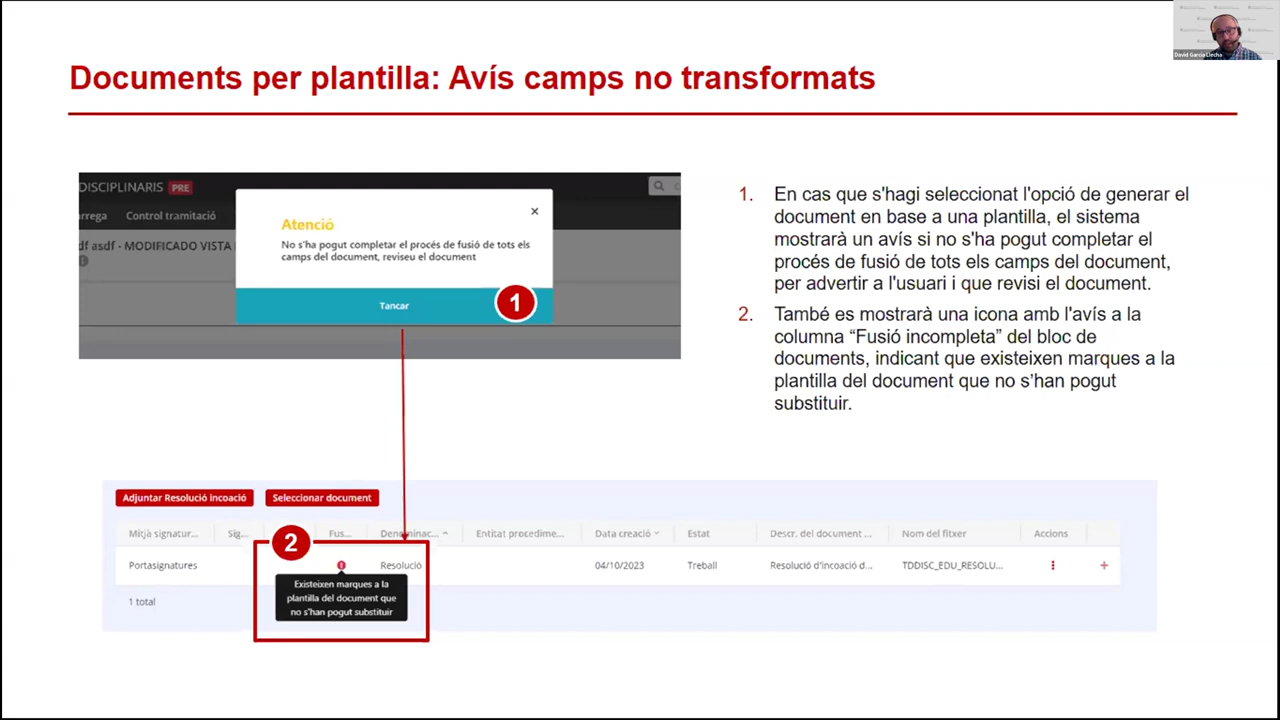 David Garcia Llecha
Documents per plantilla: Avís camps no transformats
DISCIPLINARIS PRE
arrega Control tramitació
df asdf - MODIFICADO VISTA
Atenció
No s'ha pogut completar el procés de fusió de tots els
camps del document, reviseu el document
Tancar
1
1. En cas que s'hagi seleccionat l'opció de generar el
document en base a una plantilla, el sistema
mostrarà un avís si no s'ha pogut completar el
procés de fusió de tots els camps del document,
per advertir a l'usuari i que revisi el document.
2. També es mostrarà una icona amb l'avís a la
columna “Fusió incompleta” del bloc de
documents, indicant que existeixen marques a la
plantilla del document que no s’han pogut
substituir.
Adjuntar Resolució incoació Seleccionar document
Mitjà signatur... Sig... Fus... Denominac... Entitat procedime... Data creació Estat Descr. del document ... Nom del fitxer Actions
2
Portasignatures Resolució 04/10/2023 Treball Resolució d'incoació d... TDDISC_EDU_RESOLU...
Existeixen marques a la
plantilla del document que
no s'han pogut substituir
1 total